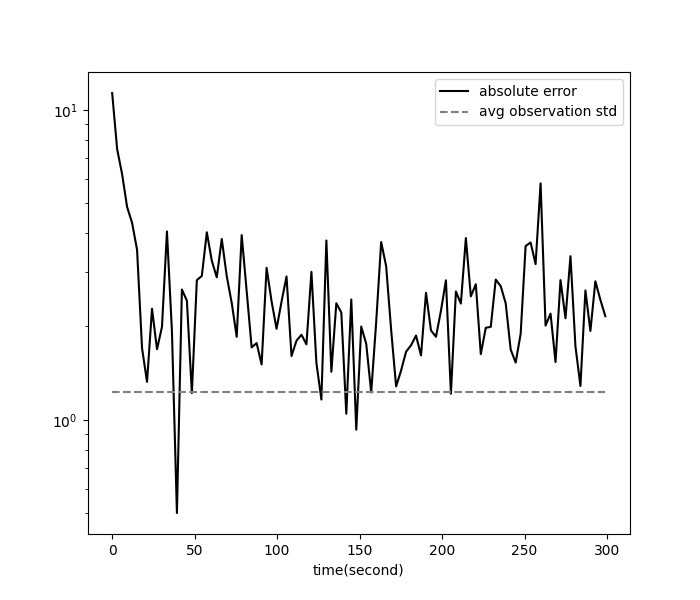 absolute error
avg observation std
10¹
10⁰
0 50 100 150 200 250 300
time(second)